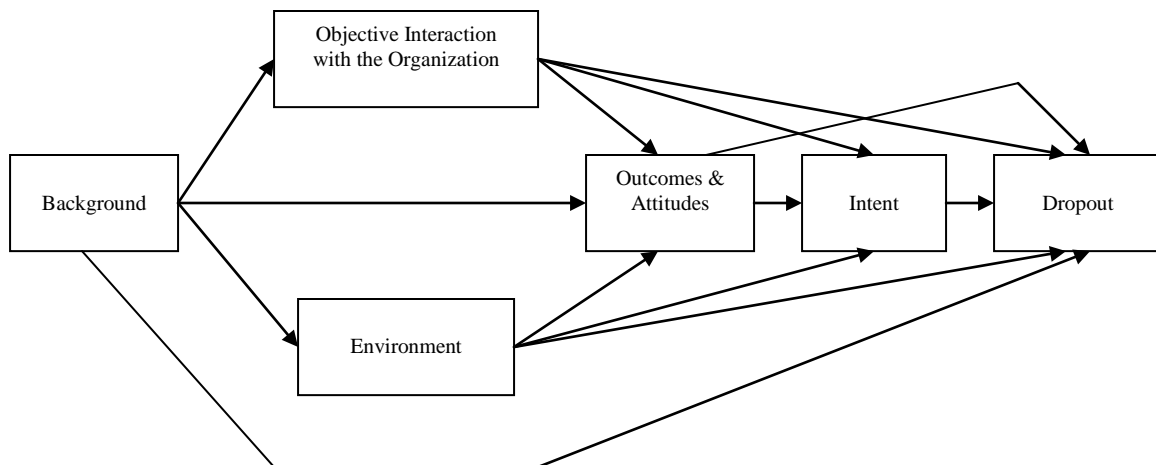 Objective Interaction
with the Organization
Background
Outcomes &
Attitudes
Intent
Dropout
Environment